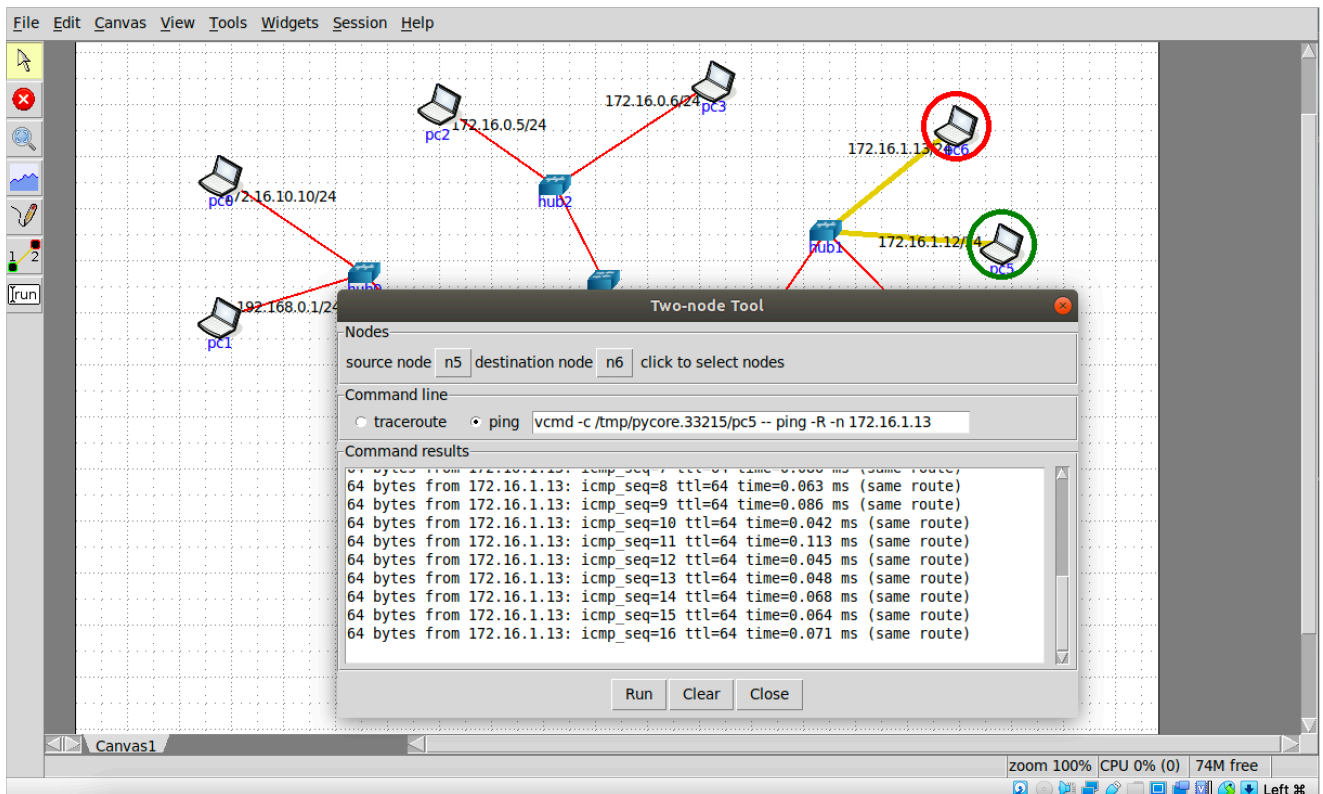 File Edit Canvas View Tools Widgets Session Help
172.16.0.6/24
pc3
pc2
172.16.0.5/24
172.16.1.13/24
pc6
hub2
172.16.10.10/24
hub1
172.16.1.12/24
pc5
hub0
192.168.0.1/24
pc1
1 2
run
Two-node Tool
Nodes
source node n5 destination node n6 click to select nodes
Command line
traceroute ping vcmd -c /tmp/pycore.33215/pc5 -- ping -R -n 172.16.1.13
Command results
64 bytes from 172.16.1.13: icmp_seq=8 ttl=64 time=0.063 ms (same route)
64 bytes from 172.16.1.13: icmp_seq=9 ttl=64 time=0.086 ms (same route)
64 bytes from 172.16.1.13: icmp_seq=10 ttl=64 time=0.042 ms (same route)
64 bytes from 172.16.1.13: icmp_seq=11 ttl=64 time=0.113 ms (same route)
64 bytes from 172.16.1.13: icmp_seq=12 ttl=64 time=0.045 ms (same route)
64 bytes from 172.16.1.13: icmp_seq=13 ttl=64 time=0.048 ms (same route)
64 bytes from 172.16.1.13: icmp_seq=14 ttl=64 time=0.068 ms (same route)
64 bytes from 172.16.1.13: icmp_seq=15 ttl=64 time=0.064 ms (same route)
64 bytes from 172.16.1.13: icmp_seq=16 ttl=64 time=0.071 ms (same route)
Run Clear Close
Canvas1
zoom 100% CPU 0% (0) 74M free
Left ⌘